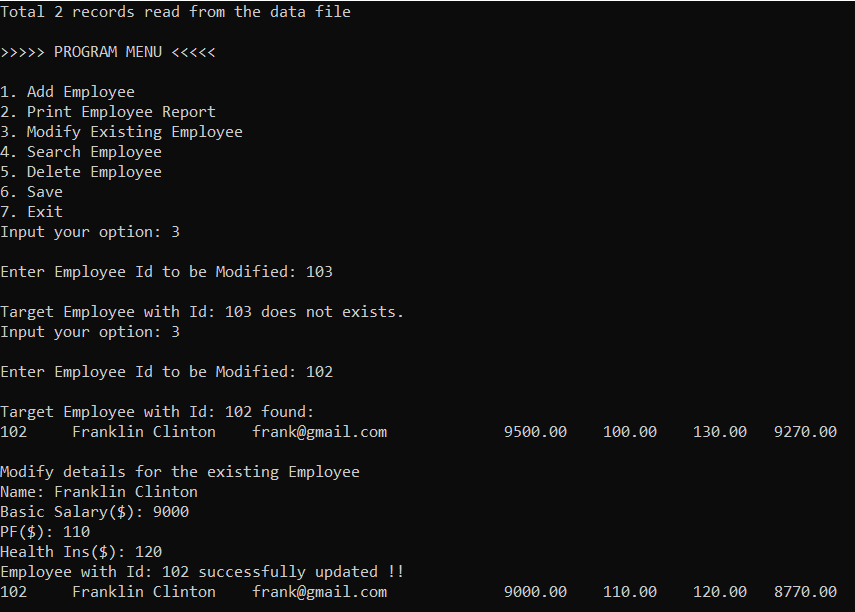 Total 2 records read from the data file
>>>>> PROGRAM MENU <<<<<
1. Add Employee
2. Print Employee Report
3. Modify Existing Employee
4. Search Employee
5. Delete Employee
6. Save
7. Exit
Input your option: 3
Enter Employee Id to be Modified: 103
Target Employee with Id: 103 does not exists.
Input your option: 3
Enter Employee Id to be Modified: 102
Target Employee with Id: 102 found:
102     Franklin Clinton    frank@gmail.com             9500.00    100.00    130.00   9270.00
Modify details for the existing Employee
Name: Franklin Clinton
Basic Salary($): 9000
PF($): 110
Health Ins($): 120
Employee with Id: 102 successfully updated !!
102     Franklin Clinton    frank@gmail.com             9000.00    110.00    120.00   8770.00